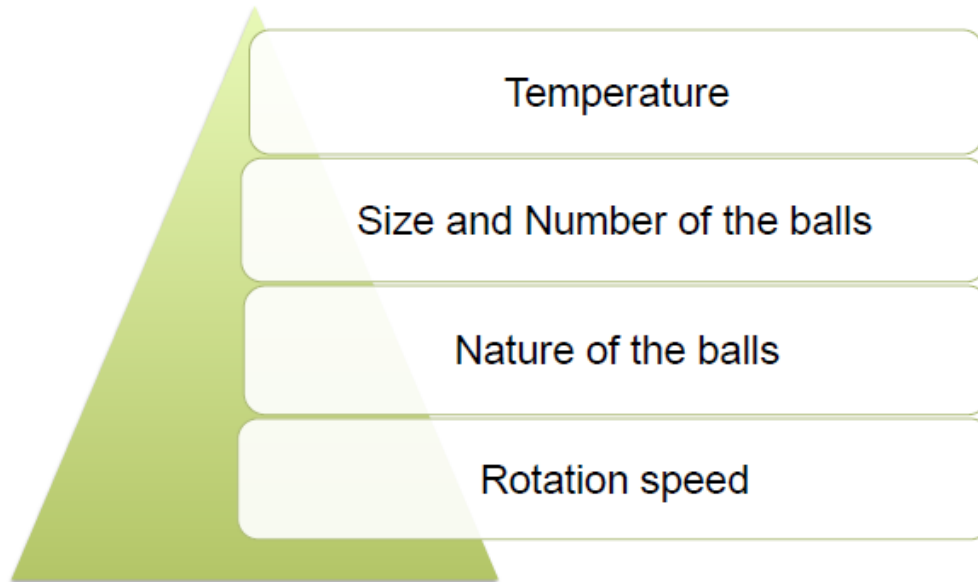 Temperature
Size and Number of the balls
Nature of the balls
Rotation speed